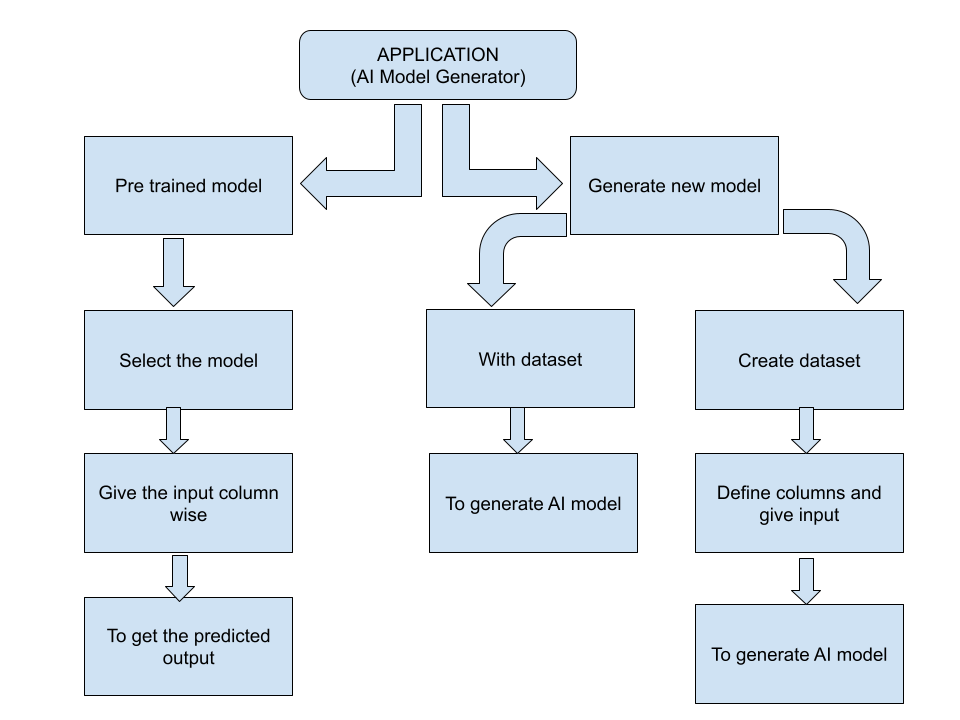 APPLICATION
(AI Model Generator)
Pre trained model
Generate new model
Select the model
With dataset
Create dataset
Give the input column
wise
To generate AI model
Define columns and
give input
To get the predicted
output
To generate AI model